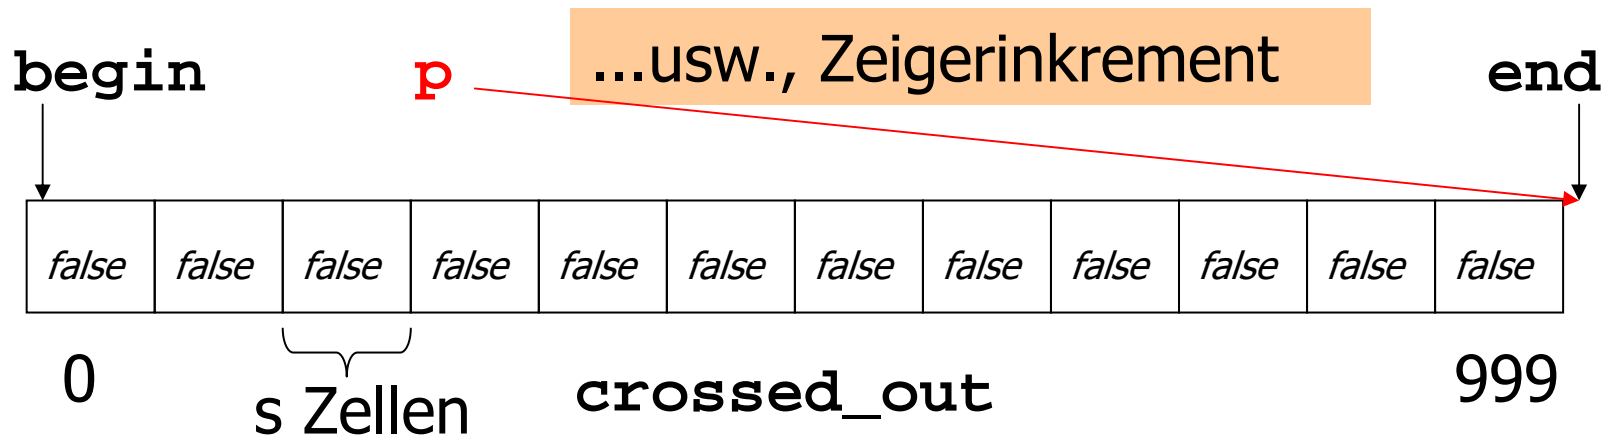 begin p ...usw., Zeigerinkrement end
false false false false false false false false false false false false
0 s Zellen crossed_out 999